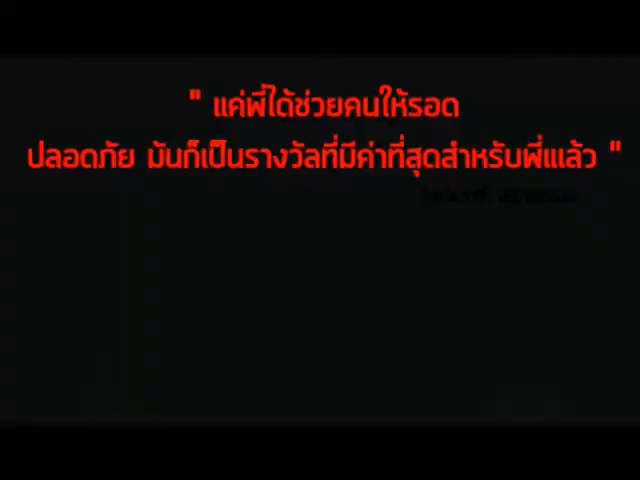 " แค่พี่ได้ช่วยคนให้รอด
ปลอดภัย มันก็เป็นรางวัลที่มีค่าที่สุดสำหรับพี่แล้ว "